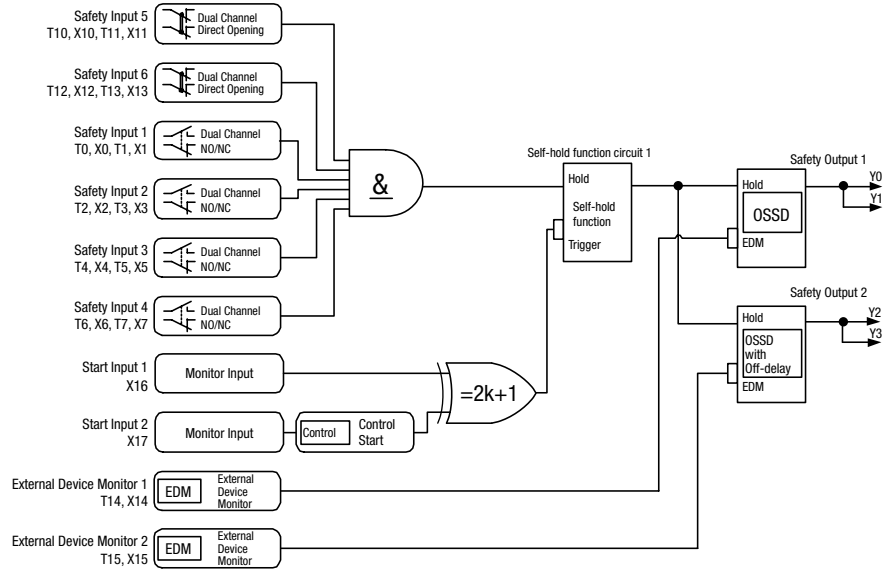 Safety Input 5
T10, X10, T11, X11
Dual Channel
Direct Opening
Safety Input 6
T12, X12, T13, X13
Dual Channel
Direct Opening
Safety Input 1
T0, X0, T1, X1
Dual Channel
NO/NC
Safety Input 2
T2, X2, T3, X3
Dual Channel
NO/NC
Safety Input 3
T4, X4, T5, X5
Dual Channel
NO/NC
Safety Input 4
T6, X6, T7, X7
Dual Channel
NO/NC
Start Input 1
X16
Monitor Input
Start Input 2
X17
Monitor Input
Control
Control
Start
External Device Monitor 1
T14, X14
EDM
External
Device
Monitor
External Device Monitor 2
T15, X15
EDM
External
Device
Monitor
&
=2k+1
Self-hold function circuit 1
Hold
Self-hold
function
Trigger
Safety Output 1
Hold
OSSD
EDM
Y0
Y1
Safety Output 2
Hold
OSSD
with
Off-delay
EDM
Y2
Y3